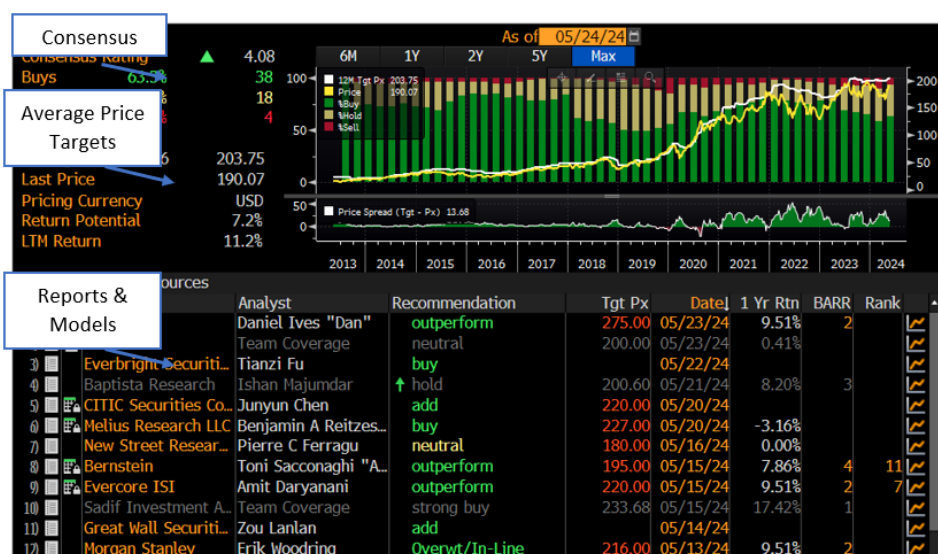 Consensus
Average Price
Targets
Reports &
Models
As of 05/24/24
Consensus Rating 4.08
Buys 63.3% 38
% 18
% 4
6 203.75
Last Price 190.07
Pricing Currency USD
Return Potential 7.2%
LTM Return 11.2%
6M 1Y 2Y 5Y Max
12M Tgt Px 203.75
Price 190.07
%Buy
%Hold
%Sell
100
50
0
200
150
100
50
0
50
0
Price Spread (Tgt - Px) 13.68
2013 2014 2015 2016 2017 2018 2019 2020 2021 2022 2023 2024
ources
Analyst Recommendation Tgt Px Date↓ 1 Yr Rtn BARR Rank
Daniel Ives "Dan" outperform 275.00 05/23/24 9.51% 2
Team Coverage neutral 200.00 05/23/24 0.41%
3) Everbright Securiti... Tianzi Fu buy 05/22/24
4) Baptista Research Ishan Majumdar hold 200.60 05/21/24 8.20% 3
5) CITIC Securities Co... Junyun Chen add 220.00 05/20/24
6) Melius Research LLC Benjamin A Reitzes... buy 227.00 05/20/24 -3.16%
7) New Street Resear... Pierre C Ferragu neutral 180.00 05/16/24 0.00%
8) Bernstein Toni Sacconaghi "A... outperform 195.00 05/15/24 7.86% 4 11
9) Evercore ISI Amit Daryanani outperform 220.00 05/15/24 9.51% 2 7
10) Sadif Investment A... Team Coverage strong buy 233.68 05/15/24 17.42% 1
11) Great Wall Securiti... Zou Lanlan add 05/14/24
12) Morgan Stanley Erik Woodring Overwt/In-Line 216.00 05/13/24 9.51% 2